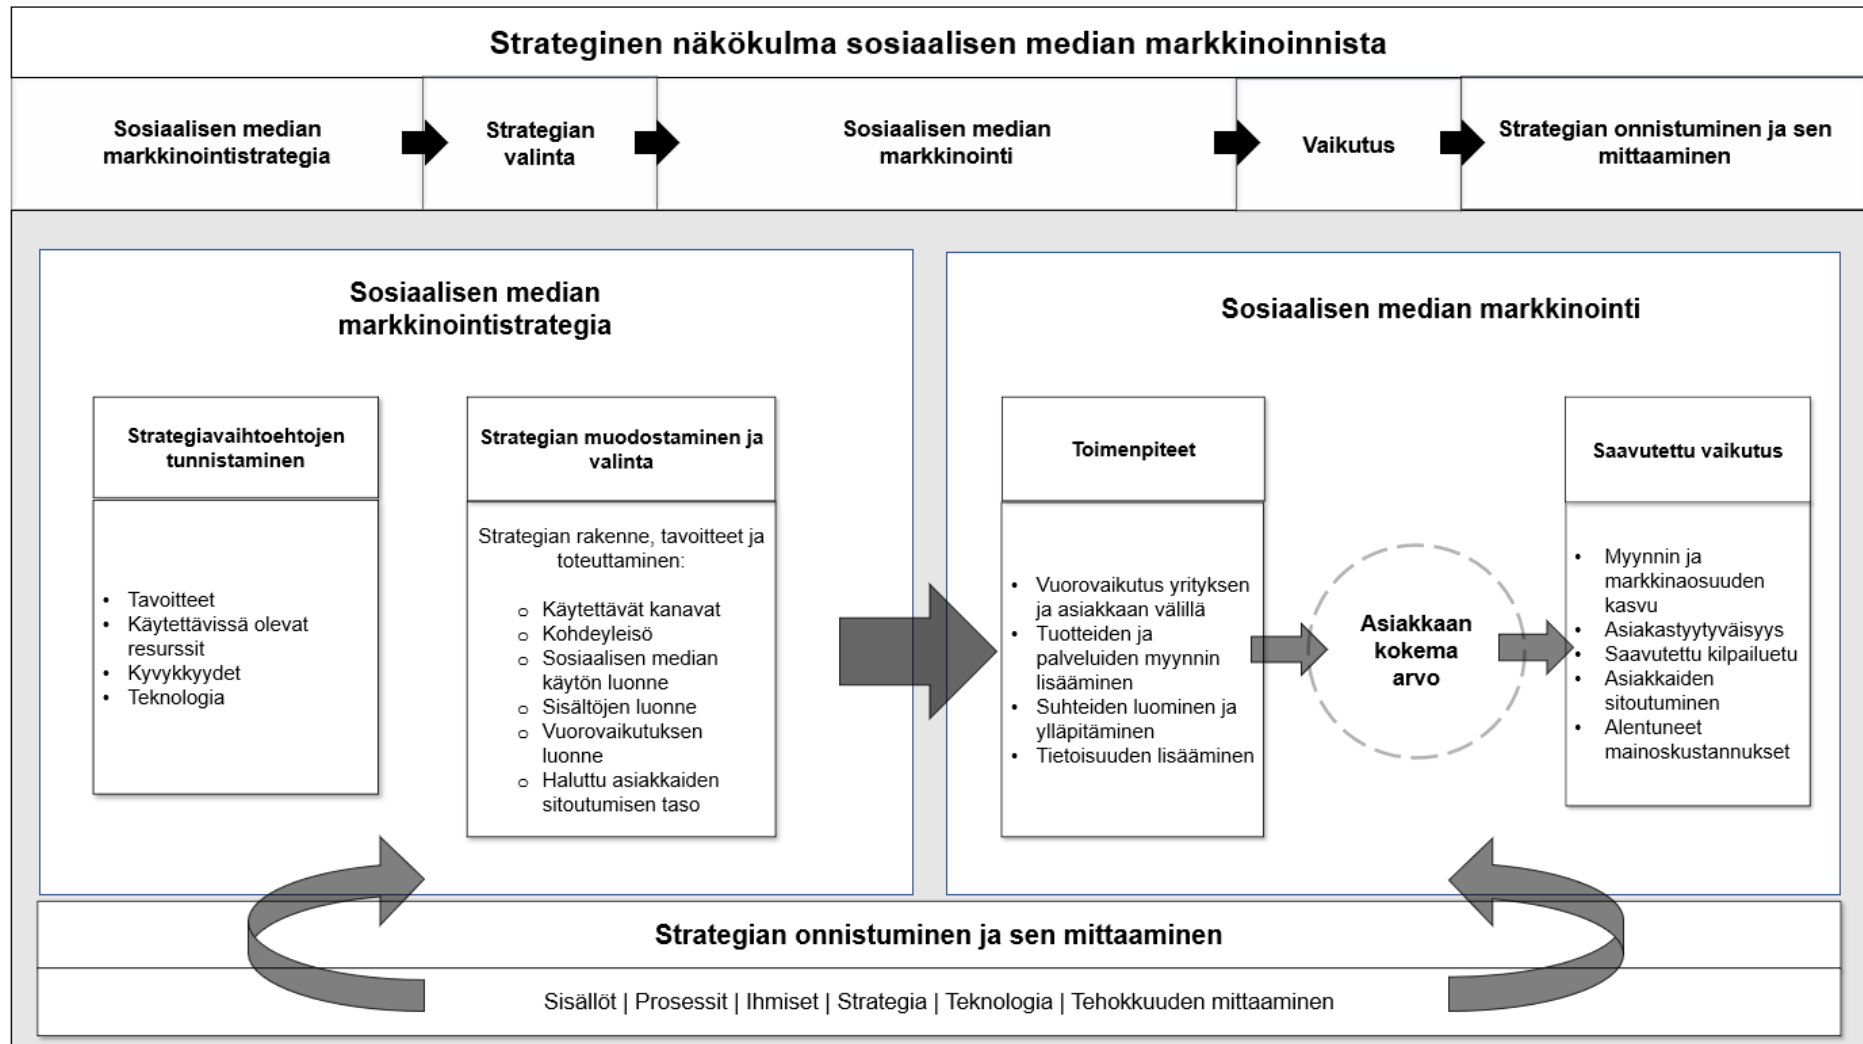 Strateginen näkökulma sosiaalisen median markkinoinnista
Sosiaalisen median
markkinointistrategia
Strategian
valinta
Sosiaalisen median
markkinointi
Vaikutus
Strategian onnistuminen ja sen
mittaaminen
Sosiaalisen median
markkinointistrategia
Strategiavaihtoehtojen
tunnistaminen
• Tavoitteet
• Käytettävissä olevat
resurssit
• Kyvykkyydet
• Teknologia
Strategian muodostaminen ja
valinta
Strategian rakenne, tavoitteet ja
toteuttaminen:
o Käytettävät kanavat
o Kohdeyleisö
o Sosiaalisen median
käytön luonne
o Sisältöjen luonne
o Vuorovaikutuksen
luonne
o Haluttu asiakkaiden
sitoutumisen taso
Sosiaalisen median markkinointi
Toimenpiteet
• Vuorovaikutus yrityksen
ja asiakkaan välillä
• Tuotteiden ja
palveluiden myynnin
lisääminen
• Suhteiden luominen ja
ylläpitäminen
• Tietoisuuden lisääminen
Asiakkaan
kokema
arvo
Saavutettu vaikutus
• Myynnin ja
markkinaosuuden
kasvu
• Asiakastyytyväisyys
• Saavutettu kilpailuetu
• Asiakkaiden
sitoutuminen
• Alentuneet
mainoskustannukset
Strategian onnistuminen ja sen mittaaminen
Sisällöt | Prosessit | Ihmiset | Strategia | Teknologia | Tehokkuuden mittaaminen